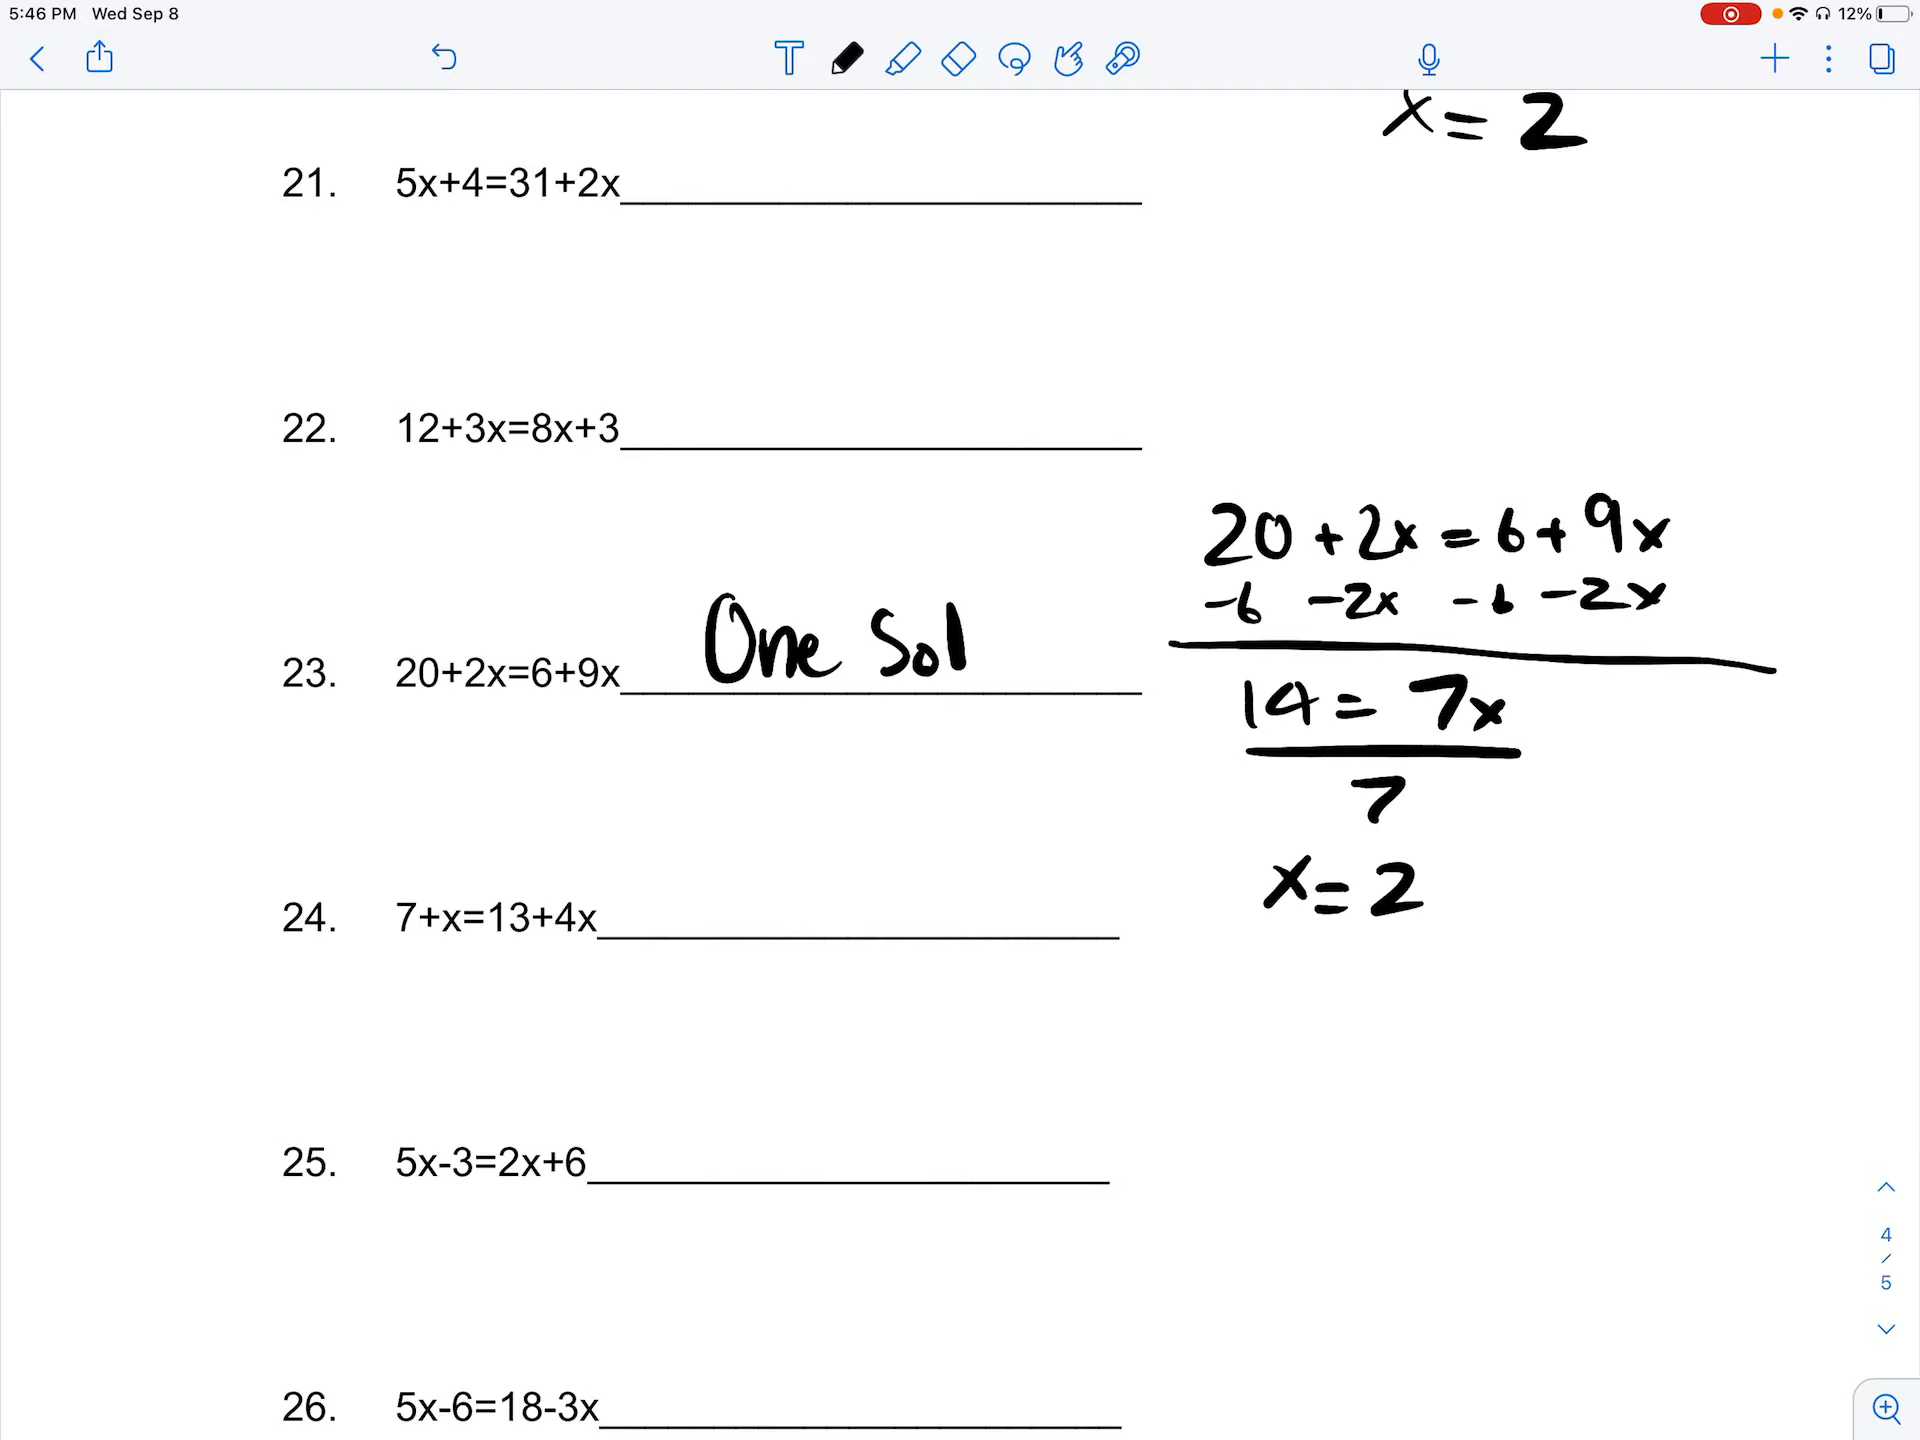 5:46 PM Wed Sep 8
12%
T
x = 2
21. 5x+4=31+2x
22. 12+3x=8x+3
20 + 2x = 6 + 9x
-6 -2x -6 -2x
One Sol
23. 20+2x=6+9x
14 = 7x
7
x = 2
24. 7+x=13+4x
25. 5x-3=2x+6
4
/
5
26. 5x-6=18-3x